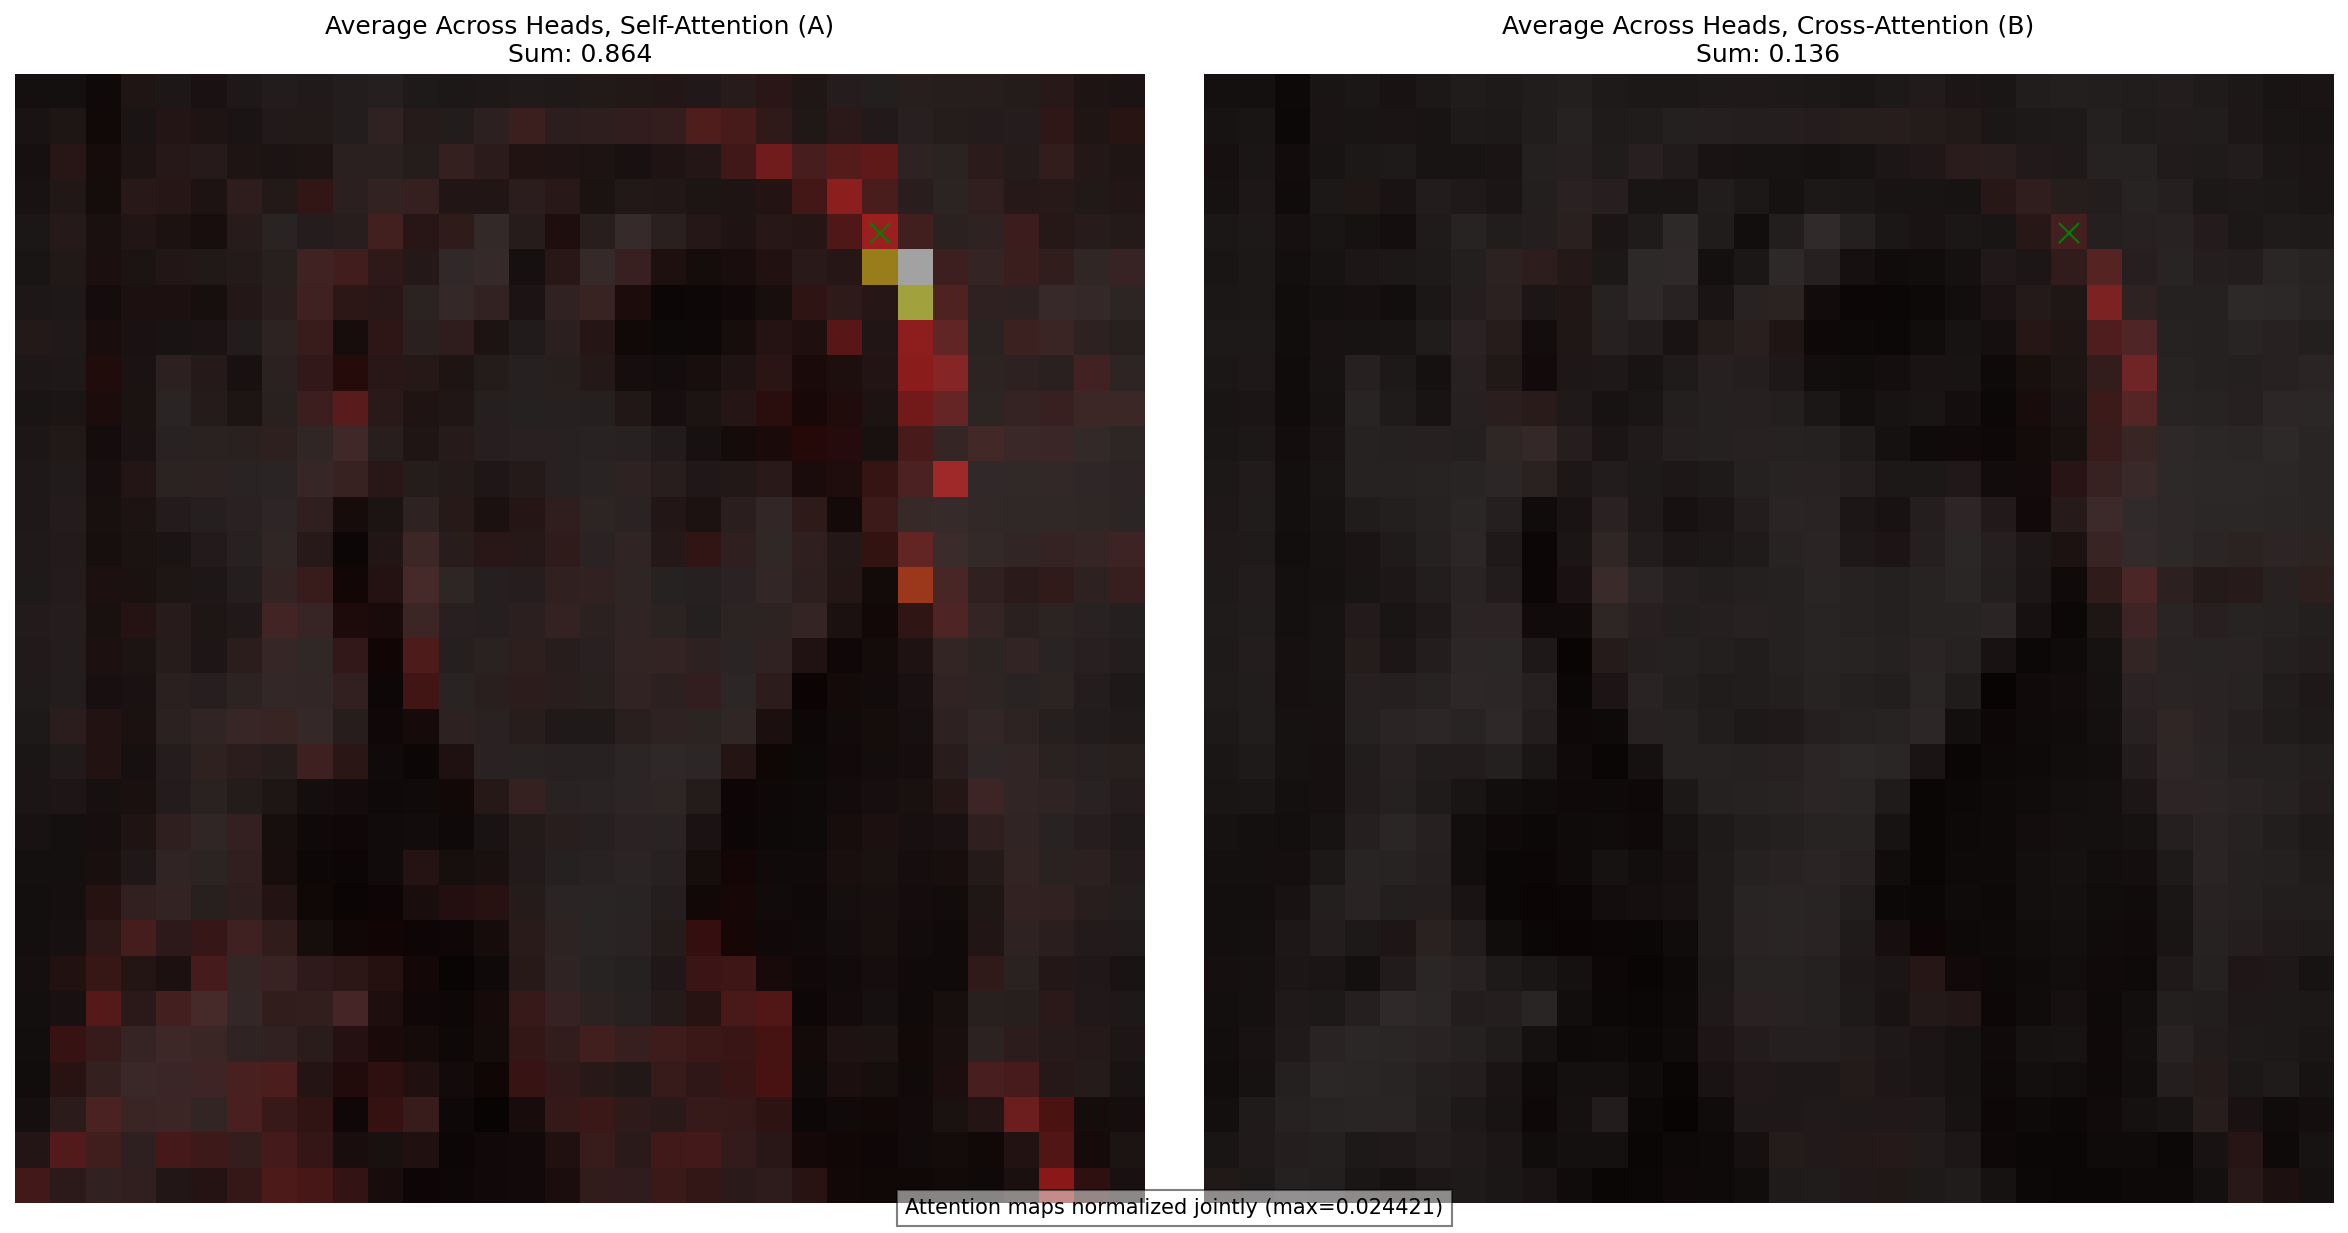 Average Across Heads, Self-Attention (A)
Sum: 0.864
Average Across Heads, Cross-Attention (B)
Sum: 0.136
Attention maps normalized jointly (max=0.024421)